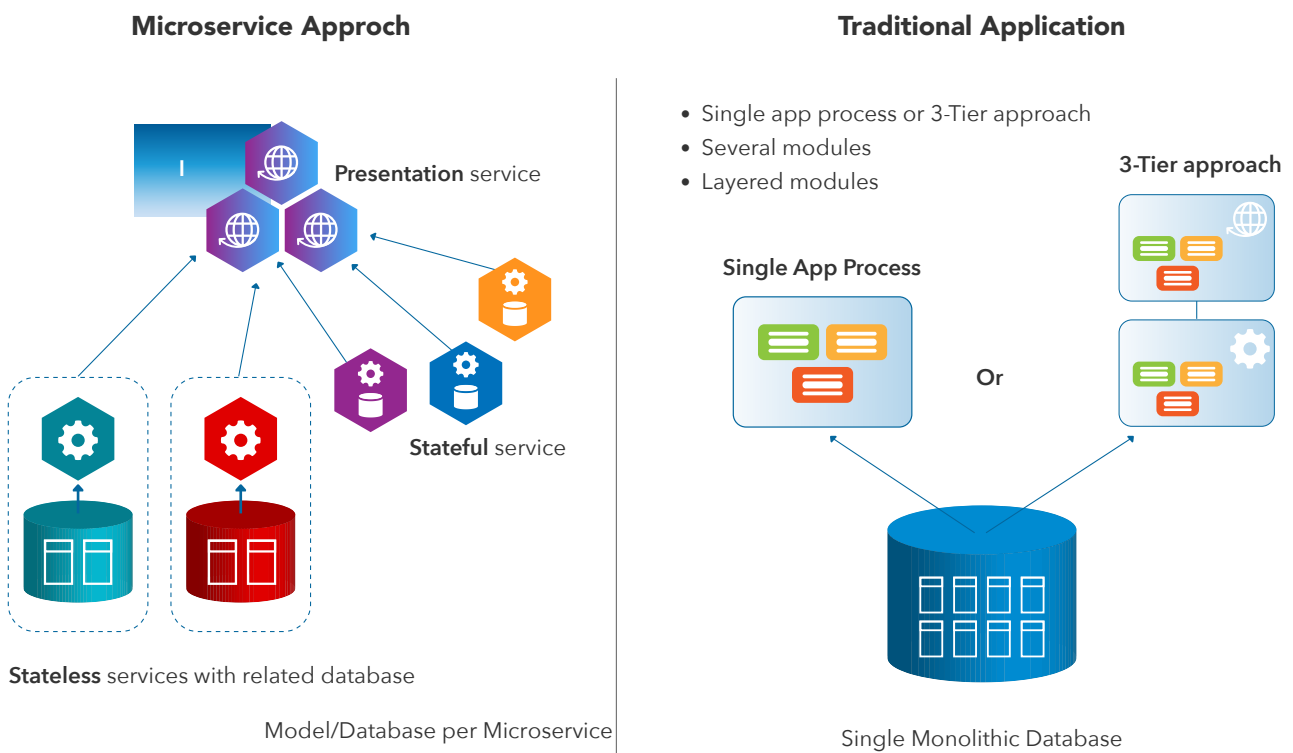 Microservice Approch
I
Presentation service
Stateful service
Stateless services with related database
Model/Database per Microservice
Traditional Application
• Single app process or 3-Tier approach
• Several modules
• Layered modules
3-Tier approach
Single App Process
Or
Single Monolithic Database